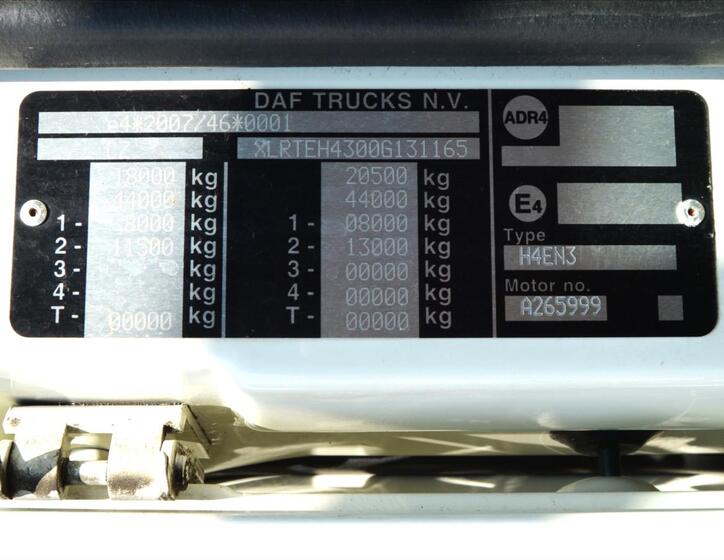 DAF TRUCKS N.V.
e4*2007/46*0001
XLRTEH4300G131165
18000 kg 20500 kg
44000 kg 44000 kg
1- 8000 kg 1- 08000 kg
2- 11500 kg 2- 13000 kg
3- kg 3- 00000 kg
4- kg 4- 00000 kg
T- 00000 kg T- 00000 kg
ADR4
E4
Type
H4EN3
Motor no.
A265999